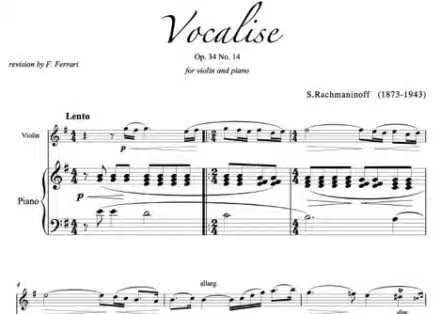 Vocalise
Op. 34 No. 14
revision by F. Ferrari
for violin and piano
S.Rachmaninoff (1873-1943)
Lento
Violin
p
Piano
p
4
allarg.
dim.